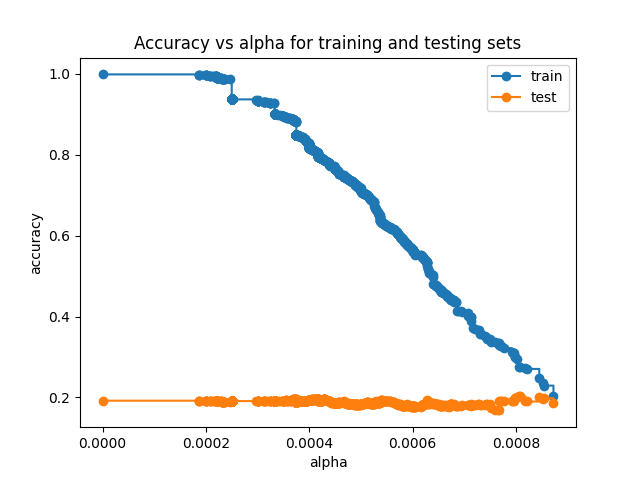 Accuracy vs alpha for training and testing sets
train
test
1.0
0.8
0.6
0.4
0.2
accuracy
0.0000
0.0002
0.0004
0.0006
0.0008
alpha